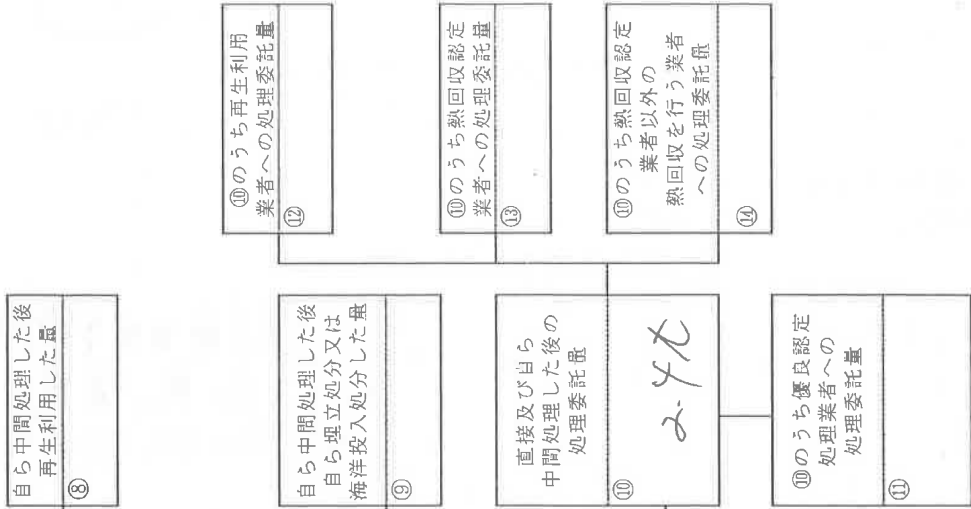 自ら中間処理した後
再生利用した量
⑧
自ら中間処理した後
自ら埋立処分又は
海洋投入処分した量
⑨
直接及び自ら
中間処理した後の
処理委託量
⑩
2.4t
⑩のうち優良認定
処理業者への
処理委託量
⑪
⑩のうち再生利用
業者への処理委託量
⑫
⑩のうち熱回収認定
業者への処理委託量
⑬
⑩のうち熱回収認定
業者以外の
熱回収を行う業者
への処理委託量
⑭